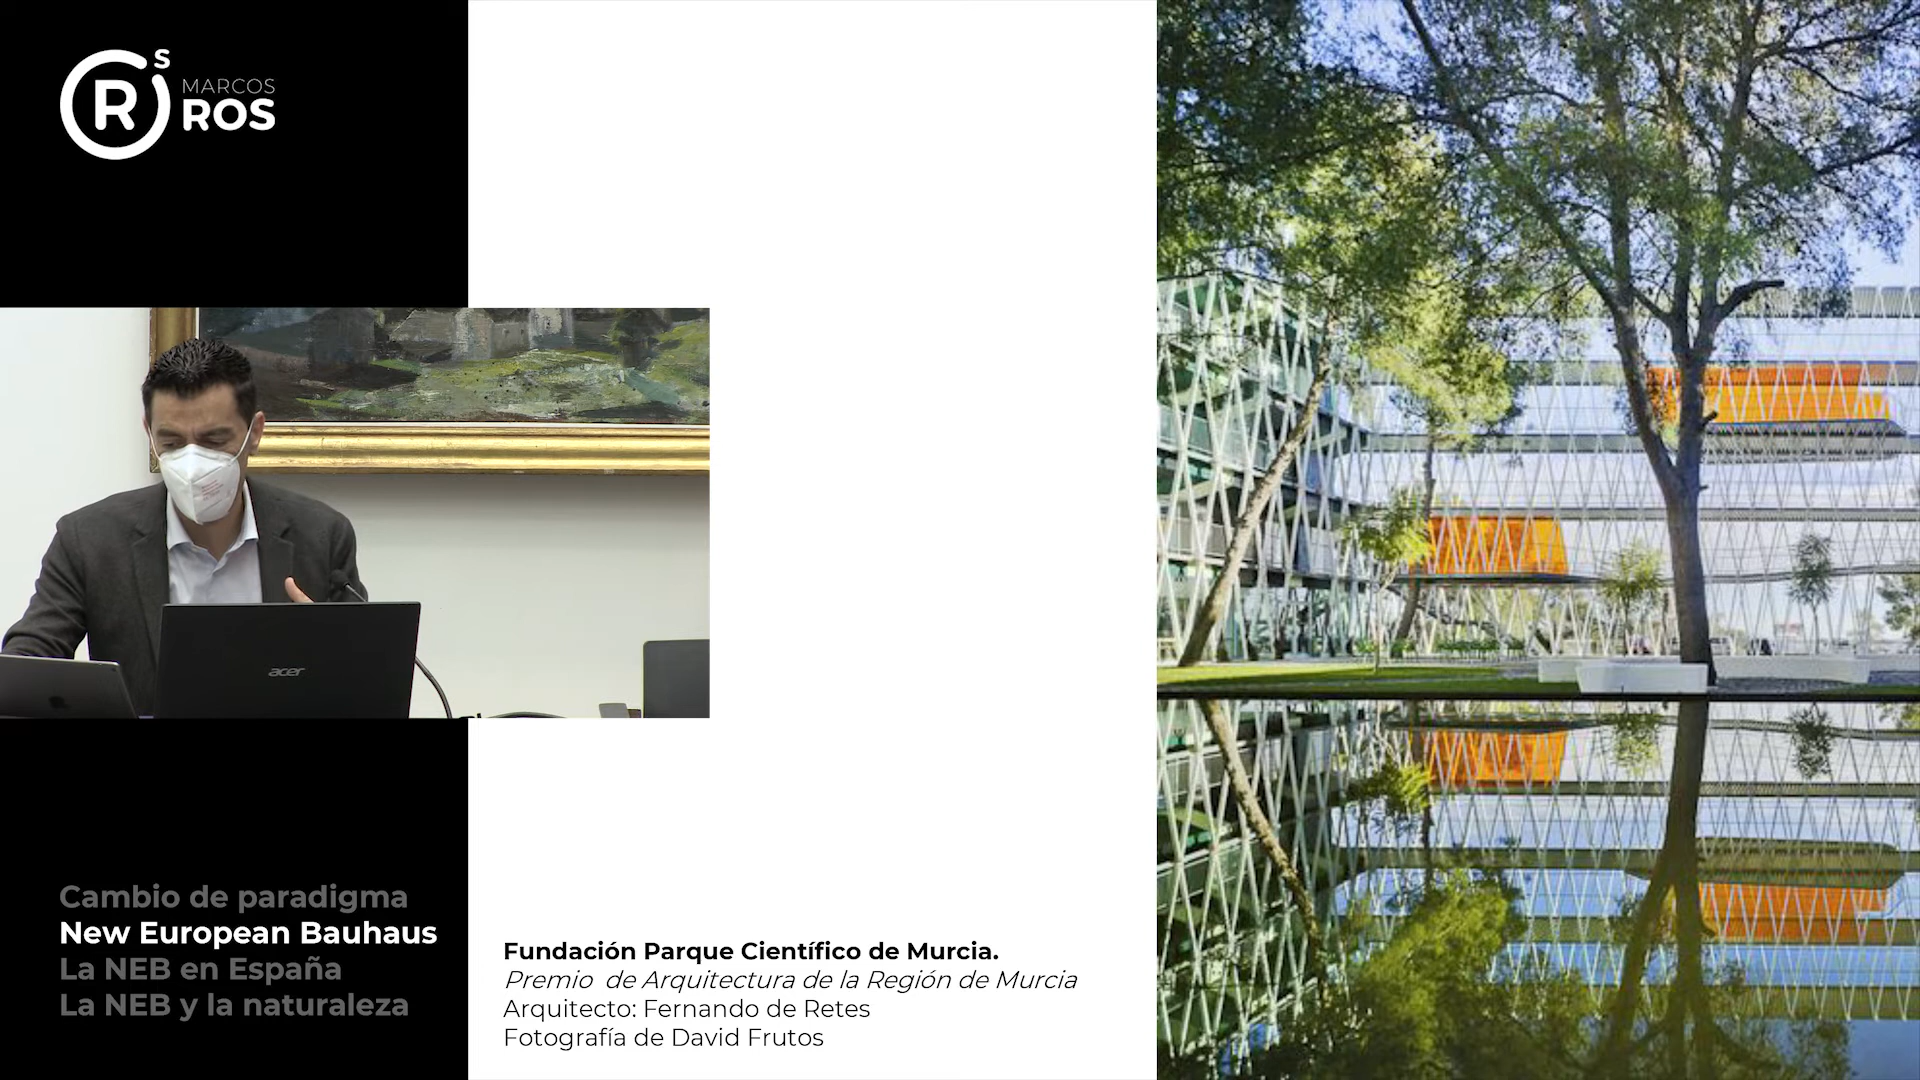 S
R
MARCOS
ROS
acer
Cambio de paradigma
New European Bauhaus
La NEB en España
La NEB y la naturaleza
Fundación Parque Científico de Murcia.
Premio de Arquitectura de la Región de Murcia
Arquitecto: Fernando de Retes
Fotografía de David Frutos